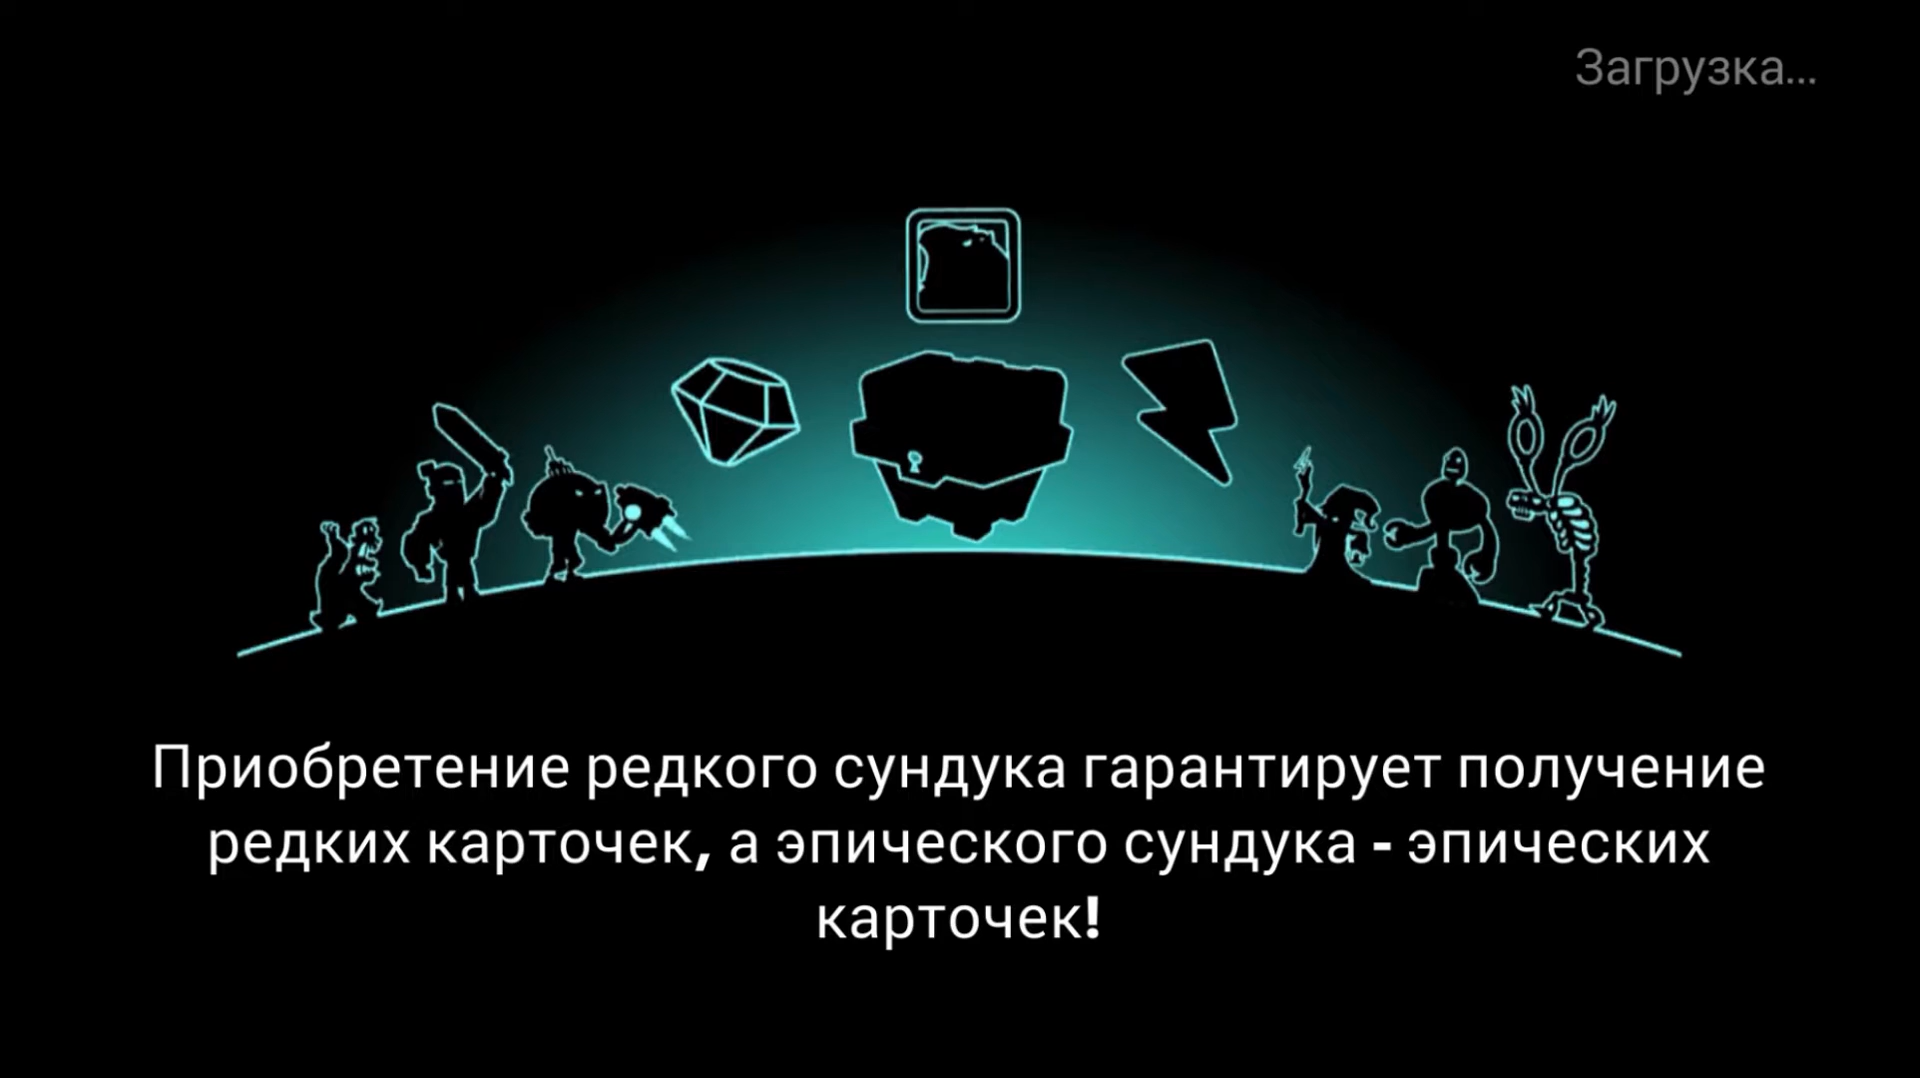 Загрузка...
Приобретение редкого сундука гарантирует получение
редких карточек, а эпического сундука - эпических
карточек!